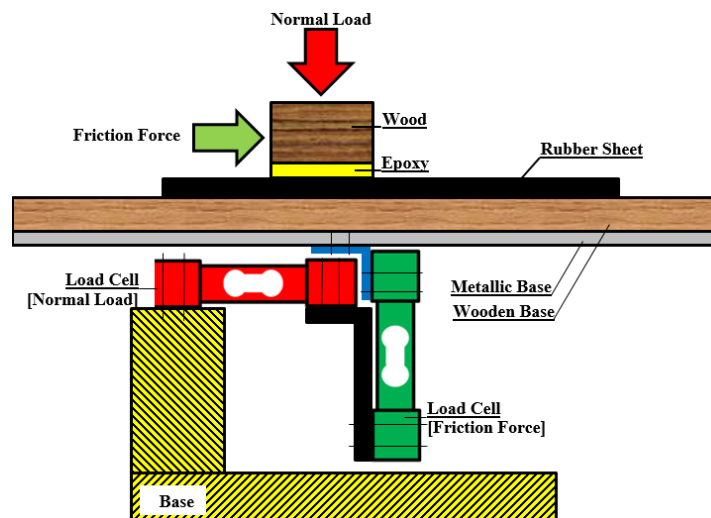 Normal Load
Wood
Friction Force
Rubber Sheet
Epoxy
Load Cell
[Normal Load]
Metallic Base
Wooden Base
Load Cell
[Friction Force]
Base